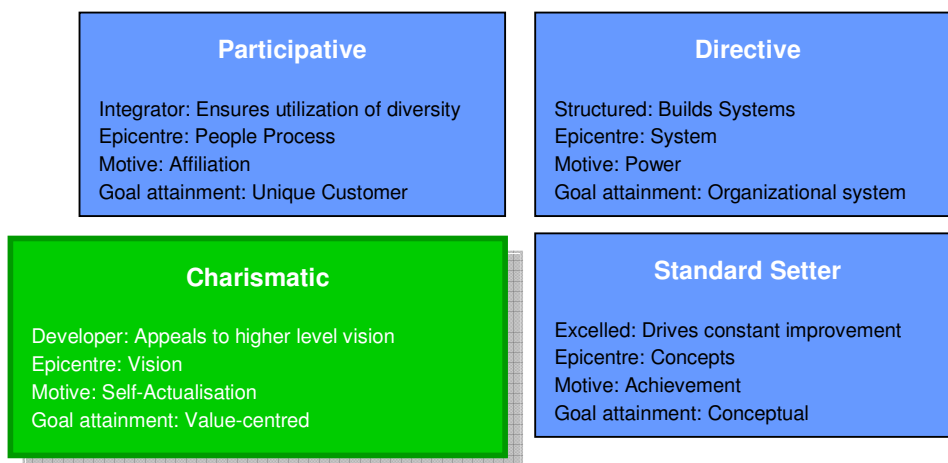 Participative
Integrator: Ensures utilization of diversity
Epicentre: People Process
Motive: Affiliation
Goal attainment: Unique Customer
Directive
Structured: Builds Systems
Epicentre: System
Motive: Power
Goal attainment: Organizational system
Charismatic
Developer: Appeals to higher level vision
Epicentre: Vision
Motive: Self-Actualisation
Goal attainment: Value-centred
Standard Setter
Excelled: Drives constant improvement
Epicentre: Concepts
Motive: Achievement
Goal attainment: Conceptual